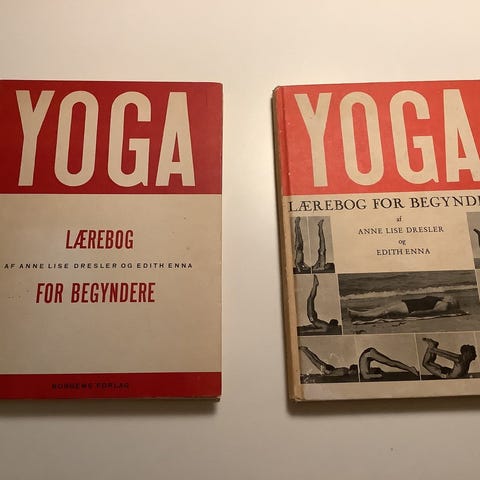 YOGA
LÆREBOG
AF ANNE LISE DRESLER OG EDITH ENNA
FOR BEGYNDERE
BORGENS FORLAG
YOGA
LÆREBOG FOR BEGYNDE
af
ANNE LISE DRESLER
og
EDITH ENNA